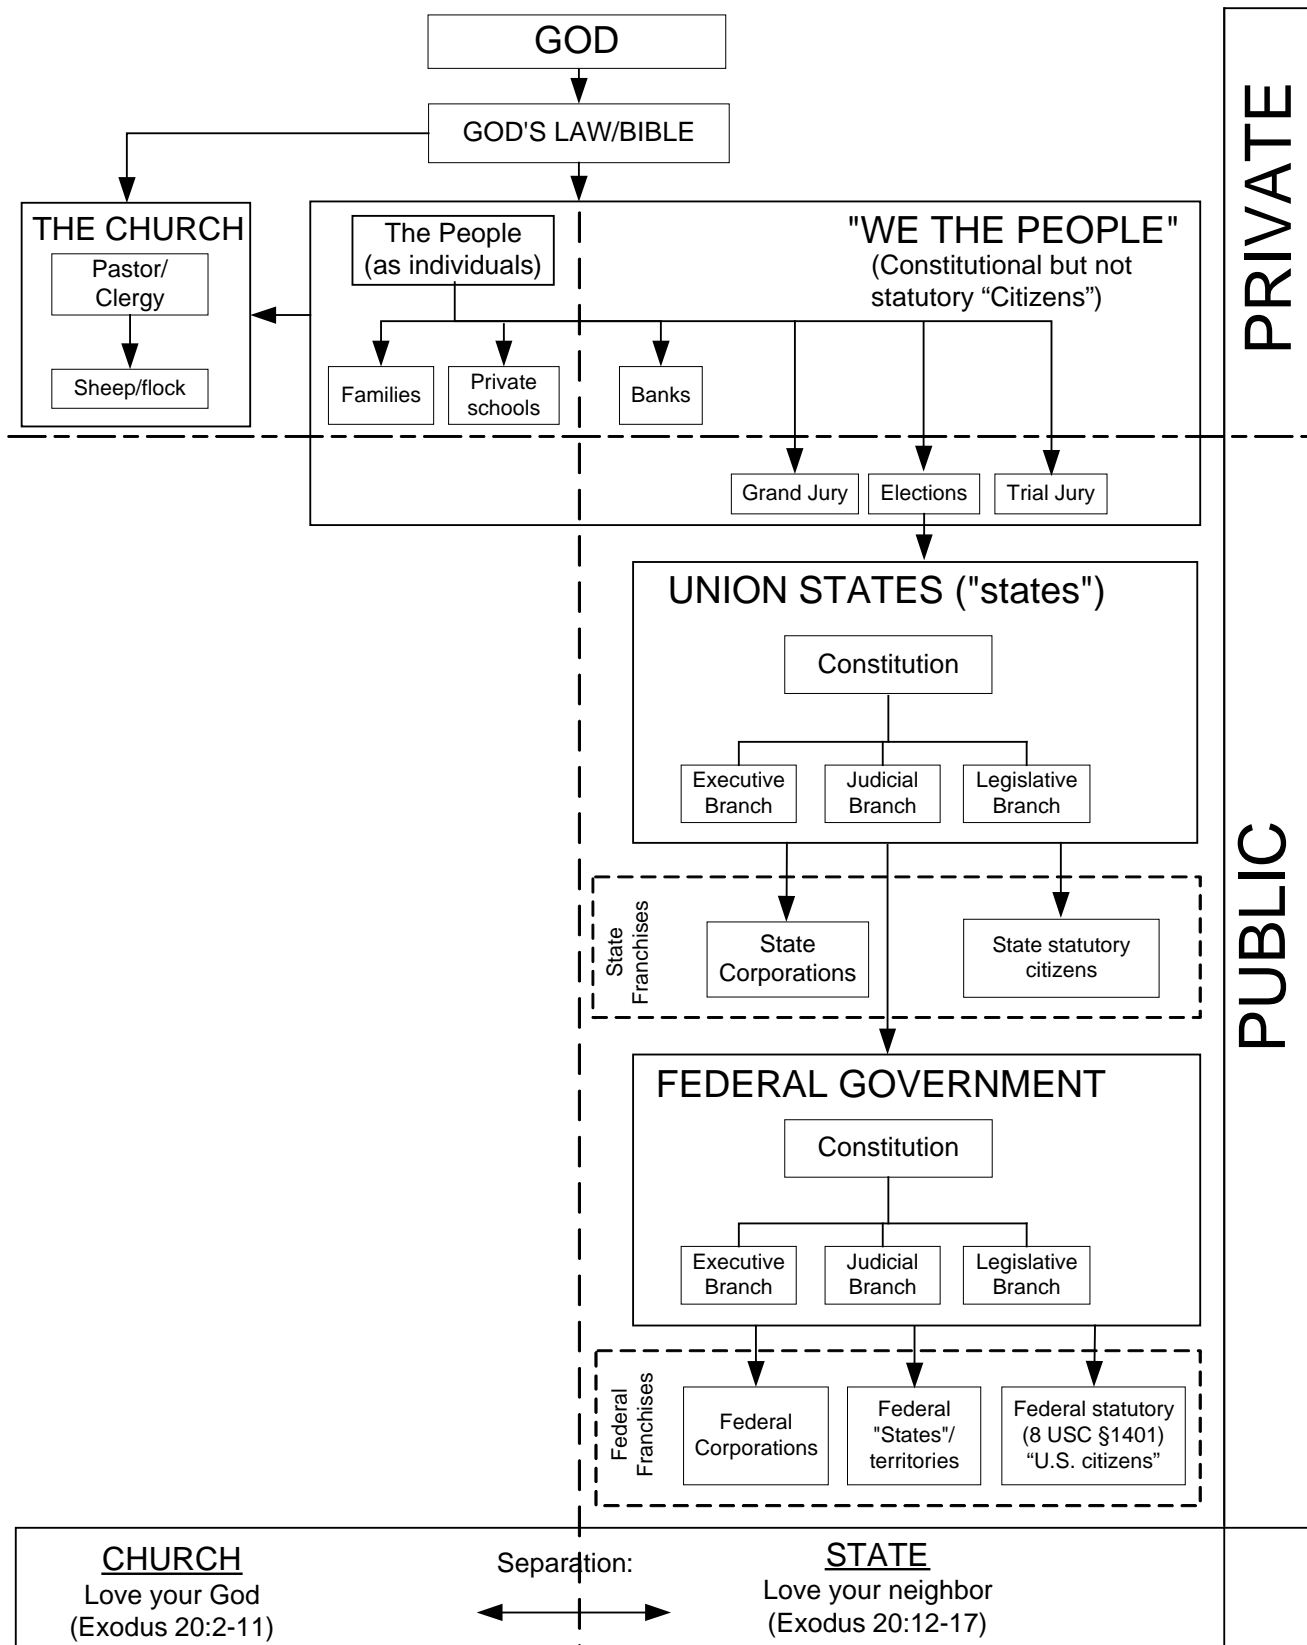 GOD
GOD'S LAW/BIBLE
PRIVATE
THE CHURCH
Pastor/
Clergy
Sheep/flock
The People
(as individuals)
"WE THE PEOPLE"
(Constitutional but not
statutory “Citizens”)
Families
Private
schools
Banks
Grand Jury
Elections
Trial Jury
PUBLIC
UNION STATES ("states")
Constitution
Executive
Branch
Judicial
Branch
Legislative
Branch
State
Franchises
State
Corporations
State statutory
citizens
FEDERAL GOVERNMENT
Constitution
Executive
Branch
Judicial
Branch
Legislative
Branch
Federal
Franchises
Federal
Corporations
Federal
"States"/
territories
Federal statutory
(8 USC §1401)
“U.S. citizens”
CHURCH
Love your God
(Exodus 20:2-11)
Separation:
STATE
Love your neighbor
(Exodus 20:12-17)